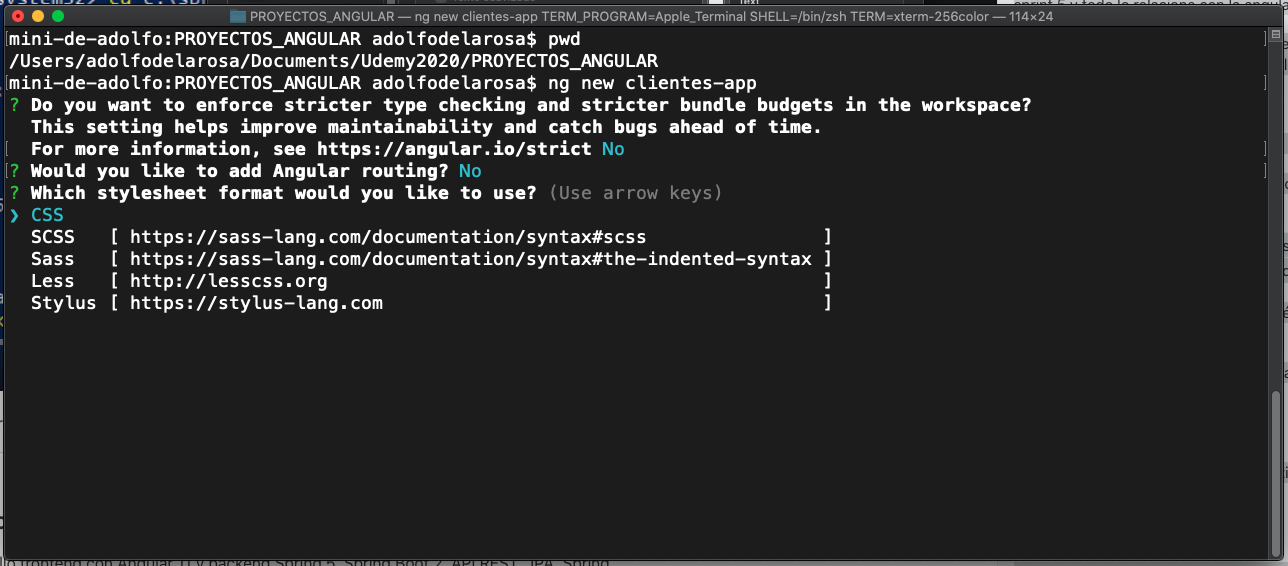 PROYECTOS_ANGULAR — ng new clientes-app TERM_PROGRAM=Apple_Terminal SHELL=/bin/zsh TERM=xterm-256color — 114×24
[mini-de-adolfo:PROYECTOS_ANGULAR adolfodelarosa$ pwd ]
/Users/adolfodelarosa/Documents/Udemy2020/PROYECTOS_ANGULAR
[mini-de-adolfo:PROYECTOS_ANGULAR adolfodelarosa$ ng new clientes-app ]
? Do you want to enforce stricter type checking and stricter bundle budgets in the workspace?
This setting helps improve maintainability and catch bugs ahead of time.
[ For more information, see https://angular.io/strict No ]
[? Would you like to add Angular routing? No ]
? Which stylesheet format would you like to use? (Use arrow keys)
❯ CSS
SCSS [ https://sass-lang.com/documentation/syntax#scss ]
Sass [ https://sass-lang.com/documentation/syntax#the-indented-syntax ]
Less [ http://lesscss.org ]
Stylus [ https://stylus-lang.com ]